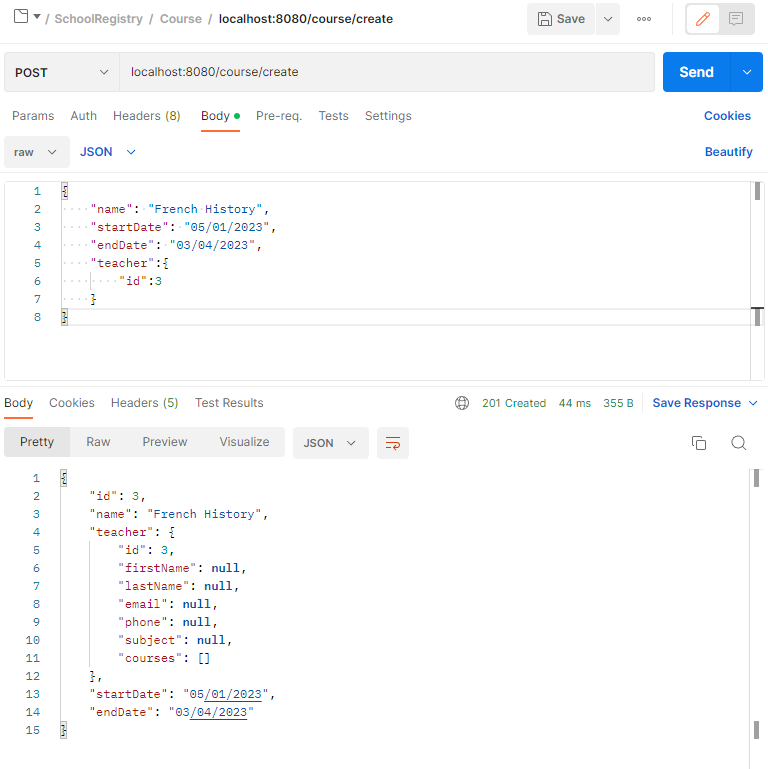 / SchoolRegistry / Course / localhost:8080/course/create
Save
POST localhost:8080/course/create Send
Params Auth Headers (8) Body Pre-req. Tests Settings Cookies
raw JSON Beautify
1 {
2 "name": "French History",
3 "startDate": "05/01/2023",
4 "endDate": "03/04/2023",
5 "teacher":{
6 "id":3
7 }
8 }
Body Cookies Headers (5) Test Results 201 Created 44 ms 355 B Save Response
Pretty Raw Preview Visualize JSON
1 {
2 "id": 3,
3 "name": "French History",
4 "teacher": {
5 "id": 3,
6 "firstName": null,
7 "lastName": null,
8 "email": null,
9 "phone": null,
10 "subject": null,
11 "courses": []
12 },
13 "startDate": "05/01/2023",
14 "endDate": "03/04/2023"
15 }